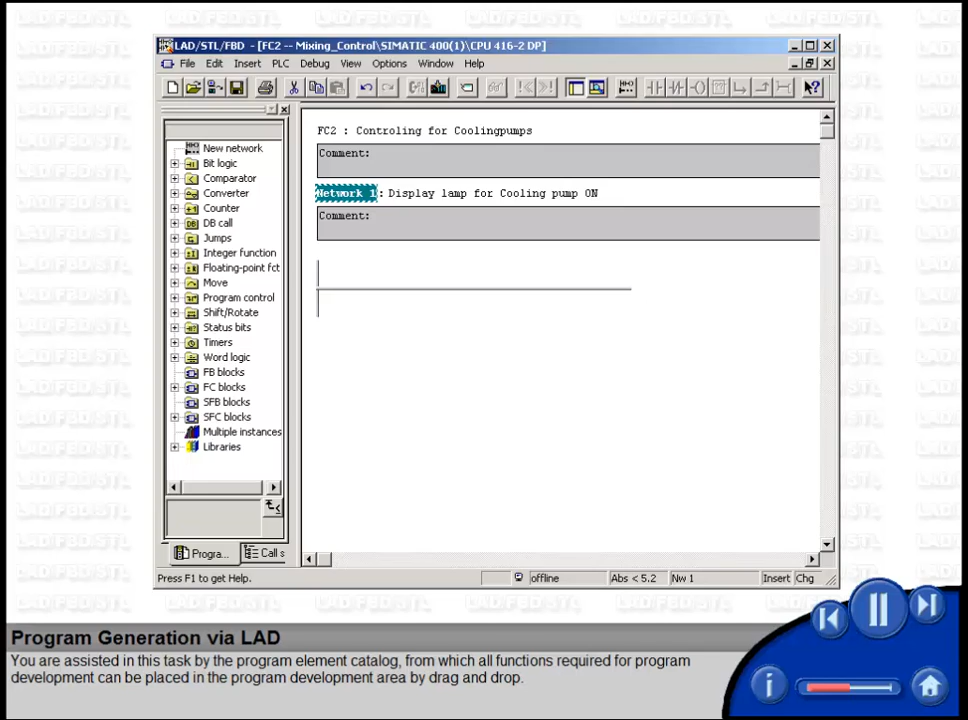 LAD/STL/FBD - [FC2 -- Mixing_Control\SIMATIC 400(1)\CPU 416-2 DP]
File Edit Insert PLC Debug View Options Window Help
FC2 : Controling for Coolingpumps
Comment:
Network 1: Display lamp for Cooling pump ON
Comment:
New network
Bit logic
Comparator
Converter
Counter
DB call
Jumps
Integer function
Floating-point fct
Move
Program control
Shift/Rotate
Status bits
Timers
Word logic
FB blocks
FC blocks
SFB blocks
SFC blocks
Multiple instances
Libraries
Progra... Call s
Press F1 to get Help. offline Abs < 5.2 Nw 1 Insert Chg
Program Generation via LAD
You are assisted in this task by the program element catalog, from which all functions required for program
development can be placed in the program development area by drag and drop.